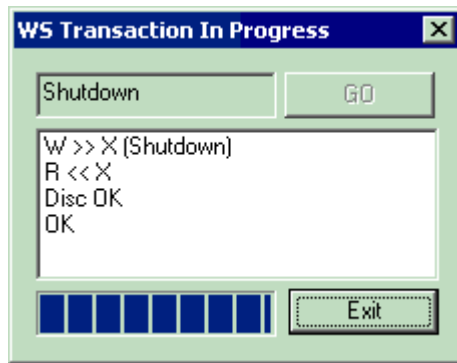 WS Transaction In Progress
Shutdown
GO
W >> X (Shutdown)
R << X
Disc OK
OK
Exit